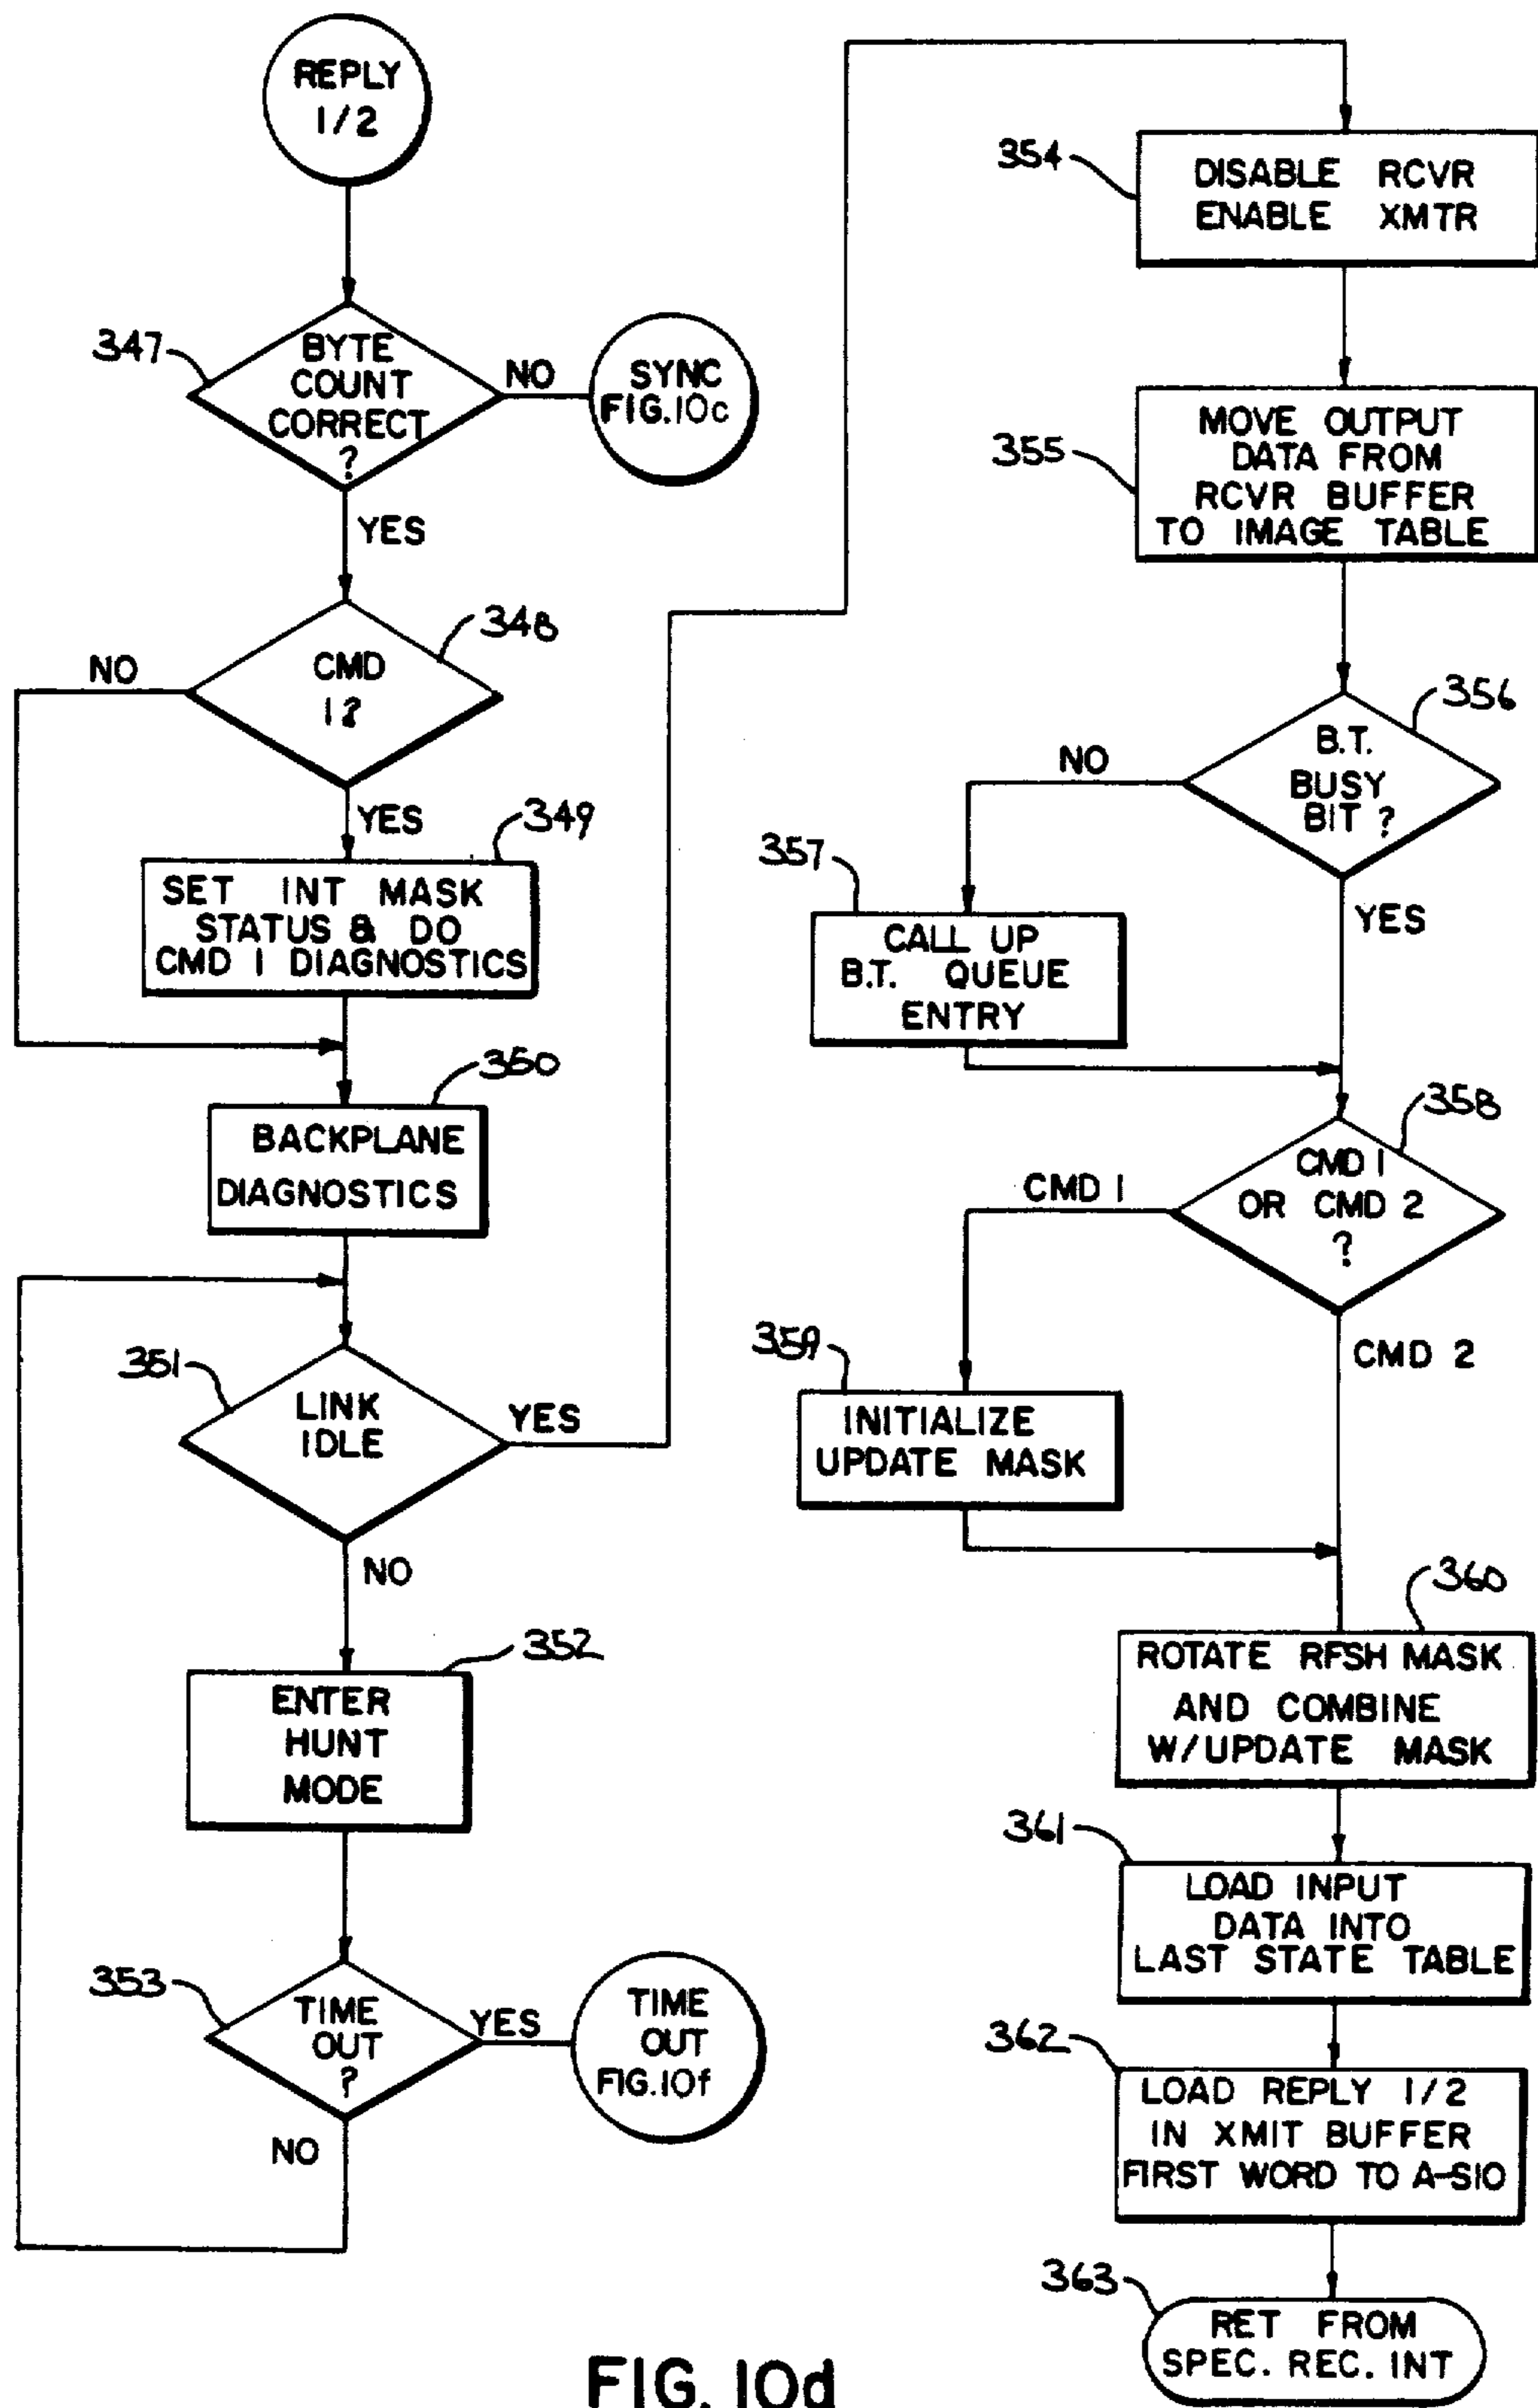 REPLY
1/2
347
BYTE
COUNT
CORRECT
?
NO
SYNC
FIG. 10c
YES
348
CMD
1?
NO
YES
349
SET INT MASK
STATUS & DO
CMD 1 DIAGNOSTICS
350
BACKPLANE
DIAGNOSTICS
351
LINK
IDLE
YES
NO
352
ENTER
HUNT
MODE
353
TIME
OUT
?
YES
TIME
OUT
FIG. 10f
NO
354
DISABLE RCVR
ENABLE XMTR
355
MOVE OUTPUT
DATA FROM
RCVR BUFFER
TO IMAGE TABLE
356
B.T.
BUSY
BIT ?
NO
YES
357
CALL UP
B.T. QUEUE
ENTRY
358
CMD 1
OR CMD 2
?
CMD 1
CMD 2
359
INITIALIZE
UPDATE MASK
360
ROTATE RFSH MASK
AND COMBINE
W/UPDATE MASK
361
LOAD INPUT
DATA INTO
LAST STATE TABLE
362
LOAD REPLY 1/2
IN XMIT BUFFER
FIRST WORD TO A-SIO
363
RET FROM
SPEC. REC. INT
FIG. 10d